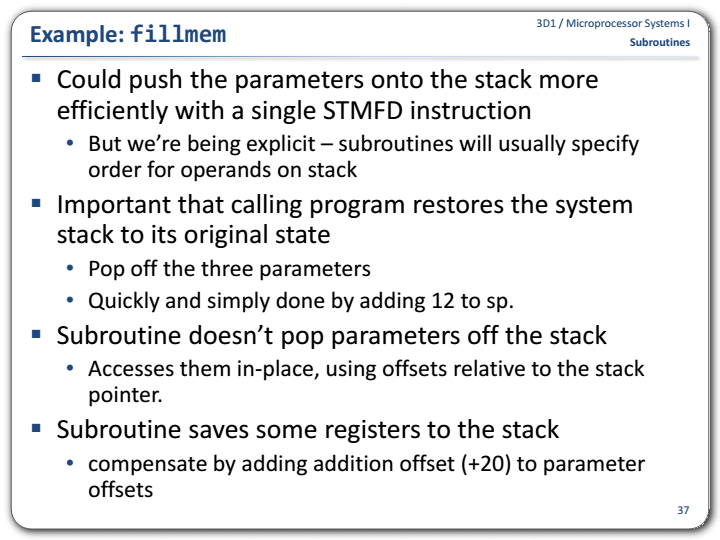 Example: fillmem
3D1 / Microprocessor Systems I
Subroutines
▪ Could push the parameters onto the stack more
efficiently with a single STMFD instruction
• But we’re being explicit – subroutines will usually specify
order for operands on stack
▪ Important that calling program restores the system
stack to its original state
• Pop off the three parameters
• Quickly and simply done by adding 12 to sp.
▪ Subroutine doesn’t pop parameters off the stack
• Accesses them in-place, using offsets relative to the stack
pointer.
▪ Subroutine saves some registers to the stack
• compensate by adding addition offset (+20) to parameter
offsets
37